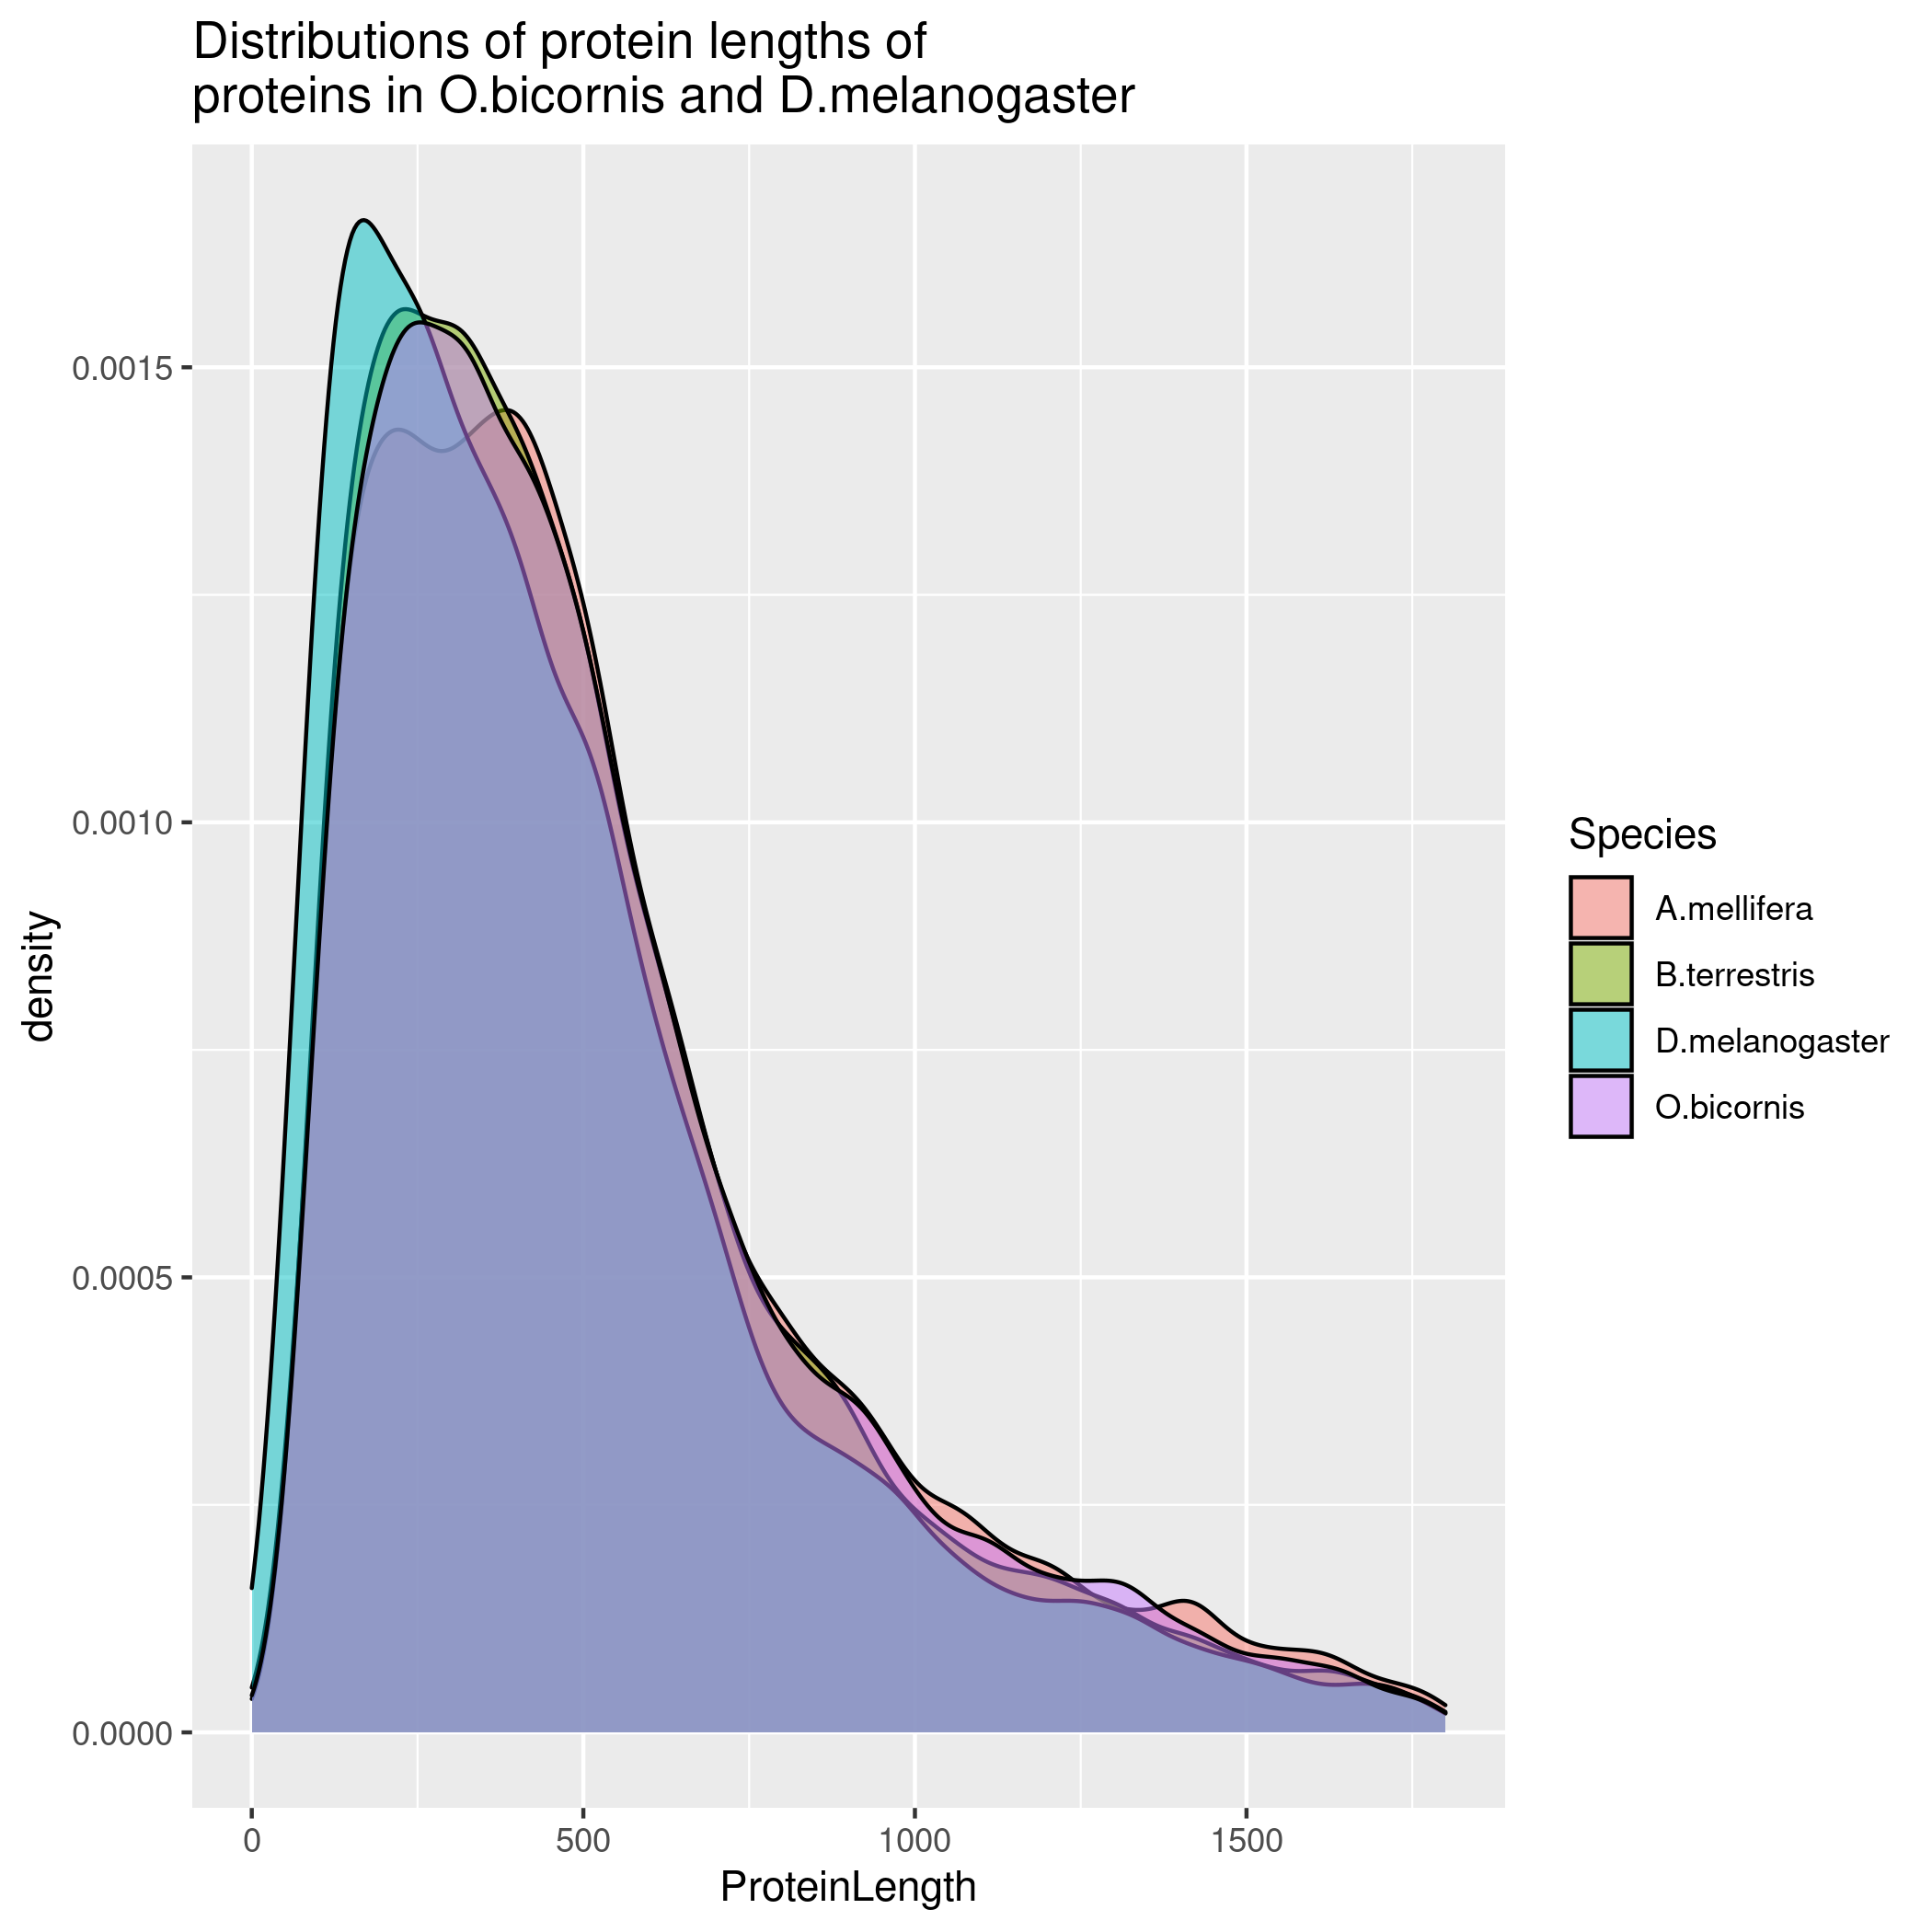 Distributions of protein lengths of
proteins in O.bicornis and D.melanogaster
density
0.0015
0.0010
0.0005
0.0000
0
500
1000
1500
ProteinLength
Species
A.mellifera
B.terrestris
D.melanogaster
O.bicornis